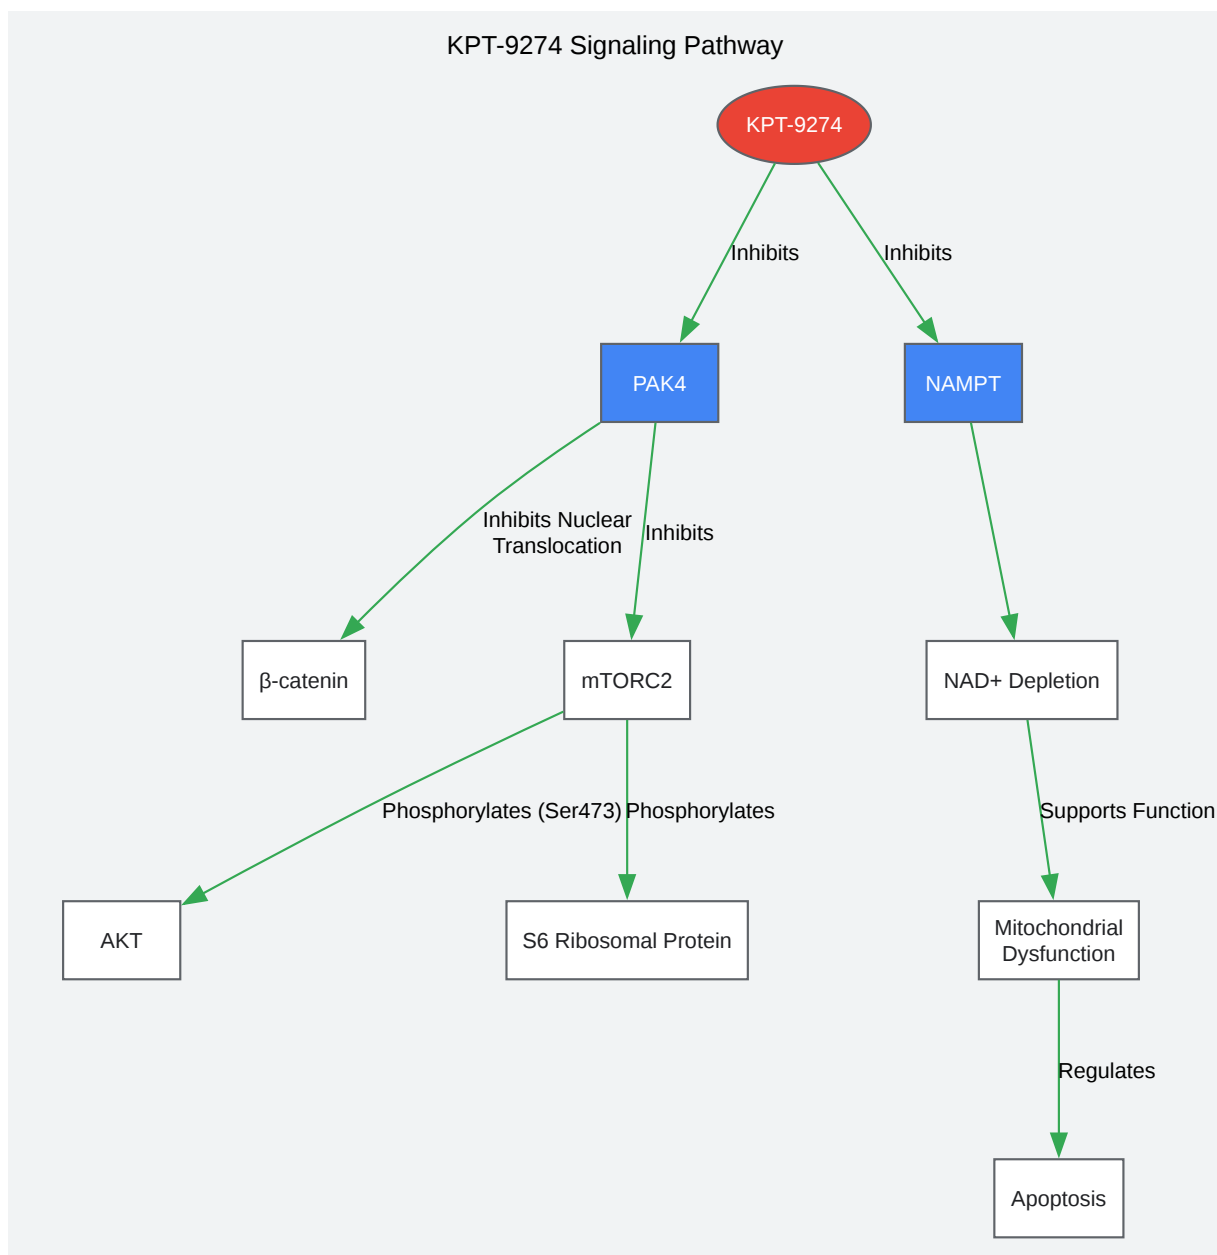 KPT-9274 Signaling Pathway
KPT-9274
Inhibits
Inhibits
PAK4
NAMPT
Inhibits Nuclear
Translocation
Inhibits
β-catenin
mTORC2
NAD+ Depletion
Phosphorylates (Ser473)
Phosphorylates
Supports Function
AKT
S6 Ribosomal Protein
Mitochondrial
Dysfunction
Regulates
Apoptosis